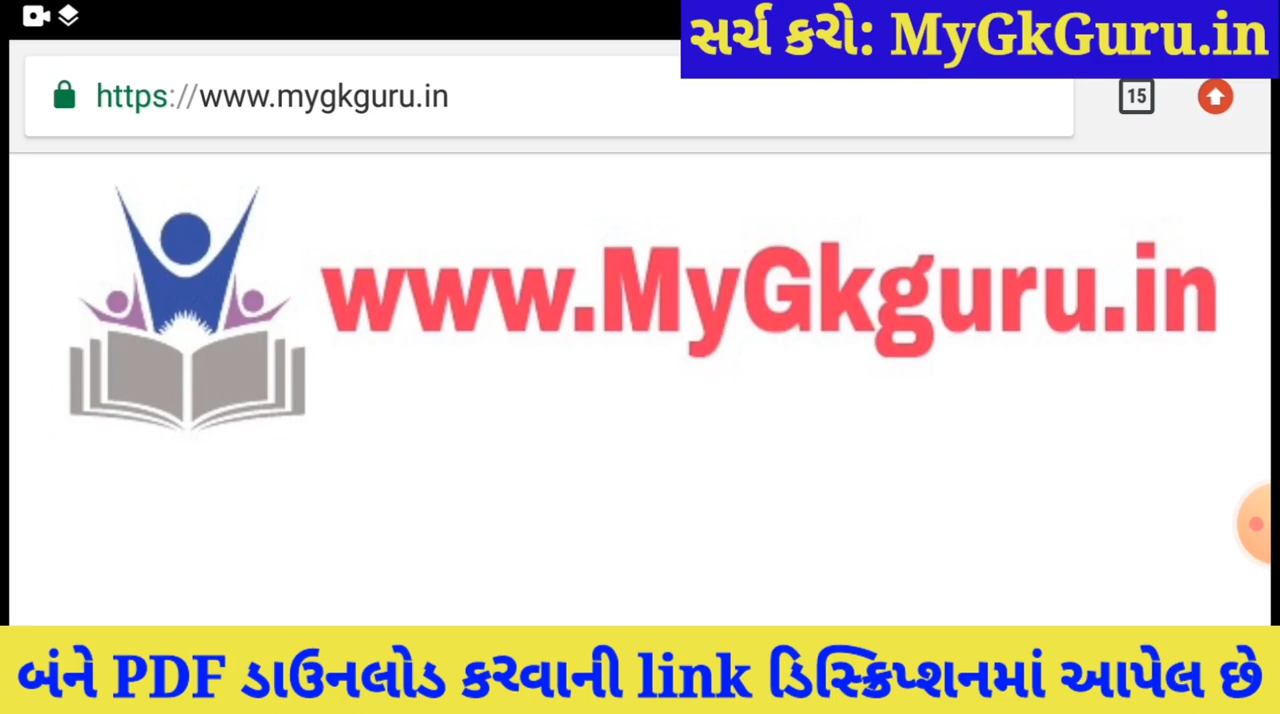 સર્ચ કરો: MyGkGuru.in
https://www.mygkguru.in
15
www.MyGkguru.in
બંને PDF ડાઉનલોડ કરવાની link ડિસ્ક્રિપ્શનમાં આપેલ છે